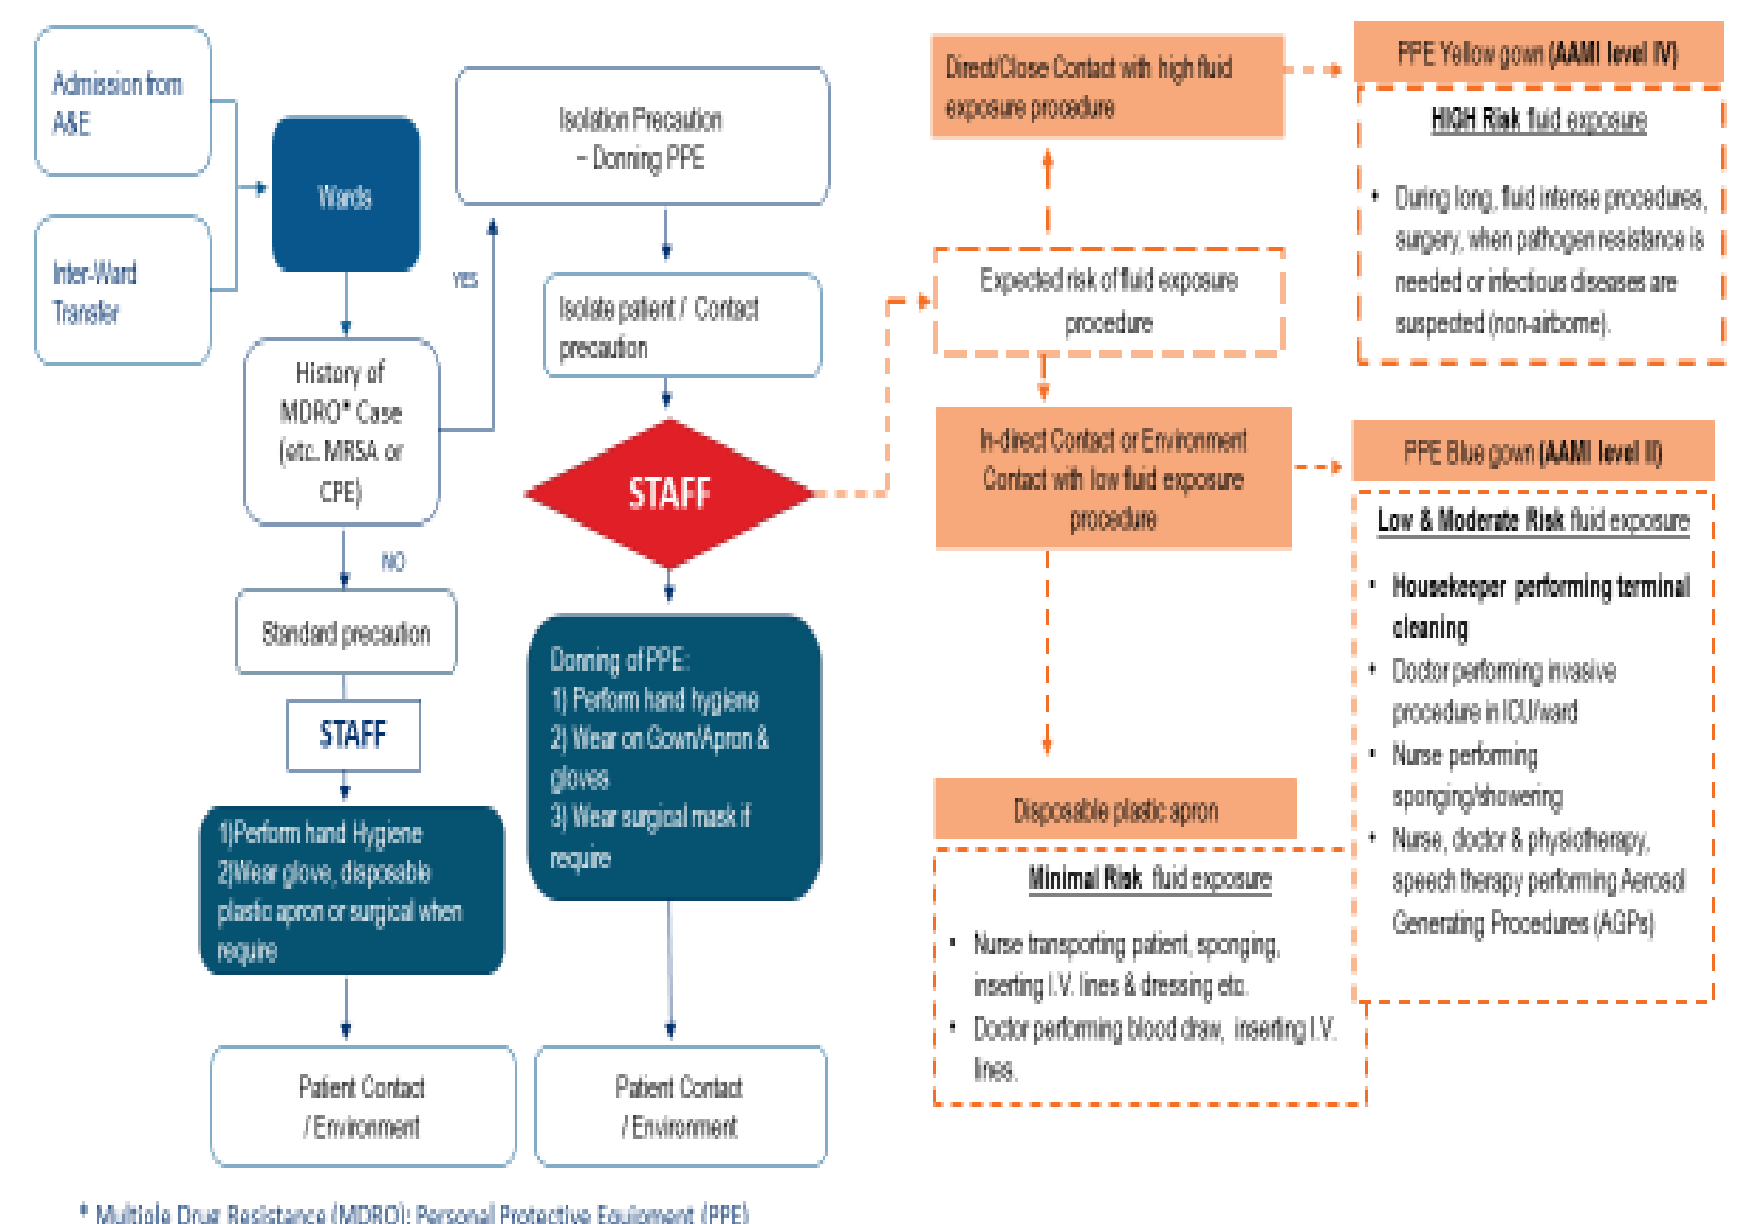 Admission from
A&E
Inter-Ward
Transfer
Wards
History of
MDRO* Case
(etc. MRSA or
CPE)
YES
NO
Standard precaution
STAFF
1)Perform hand Hygiene
2)Wear glove, disposable
plastic apron or surgical when
require
Patient Contact
/ Environment
Isolation Precaution
– Donning PPE
Isolate patient / Contact
precaution
STAFF
Donning of PPE:
1) Perform hand hygiene
2) Wear on Gown/Apron &
gloves
3) Wear surgical mask if
require
Patient Contact
/ Environment
Direct/Close Contact with high fluid
exposure procedure
Expected risk of fluid exposure
procedure
In-direct Contact or Environment
Contact with low fluid exposure
procedure
Disposable plastic apron
Minimal Risk fluid exposure
• Nurse transporting patient, sponging,
inserting I.V. lines & dressing etc.
• Doctor performing blood draw, inserting I.V.
lines.
PPE Yellow gown (AAMI level IV)
HIGH Risk fluid exposure
• During long, fluid intense procedures,
surgery, when pathogen resistance is
needed or infectious diseases are
suspected (non-airborne).
PPE Blue gown (AAMI level II)
Low & Moderate Risk fluid exposure
• Housekeeper performing terminal
cleaning
• Doctor performing invasive
procedure in ICU/ward
• Nurse performing
sponging/showering
• Nurse, doctor & physiotherapy,
speech therapy performing Aerosol
Generating Procedures (AGPs)
* Multiple Drug Resistance (MDRO); Personal Protective Equipment (PPE)